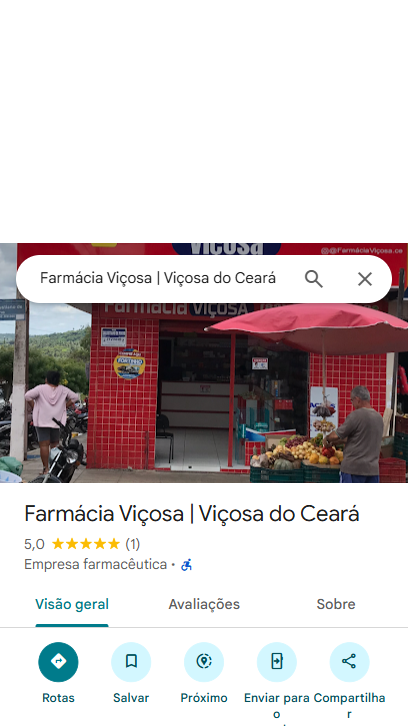 Viçosa
@@FarmáciaViçosa.ce
Farmácia Viçosa | Viçosa do Ceará
Farmácia Viçosa
Farmácia Viçosa | Viçosa do Ceará
5,0 ★★★★★ (1)
Empresa farmacêutica ·
Visão geral
Avaliações
Sobre
Rotas
Salvar
Próximo
Enviar para
o
Compartilha
r